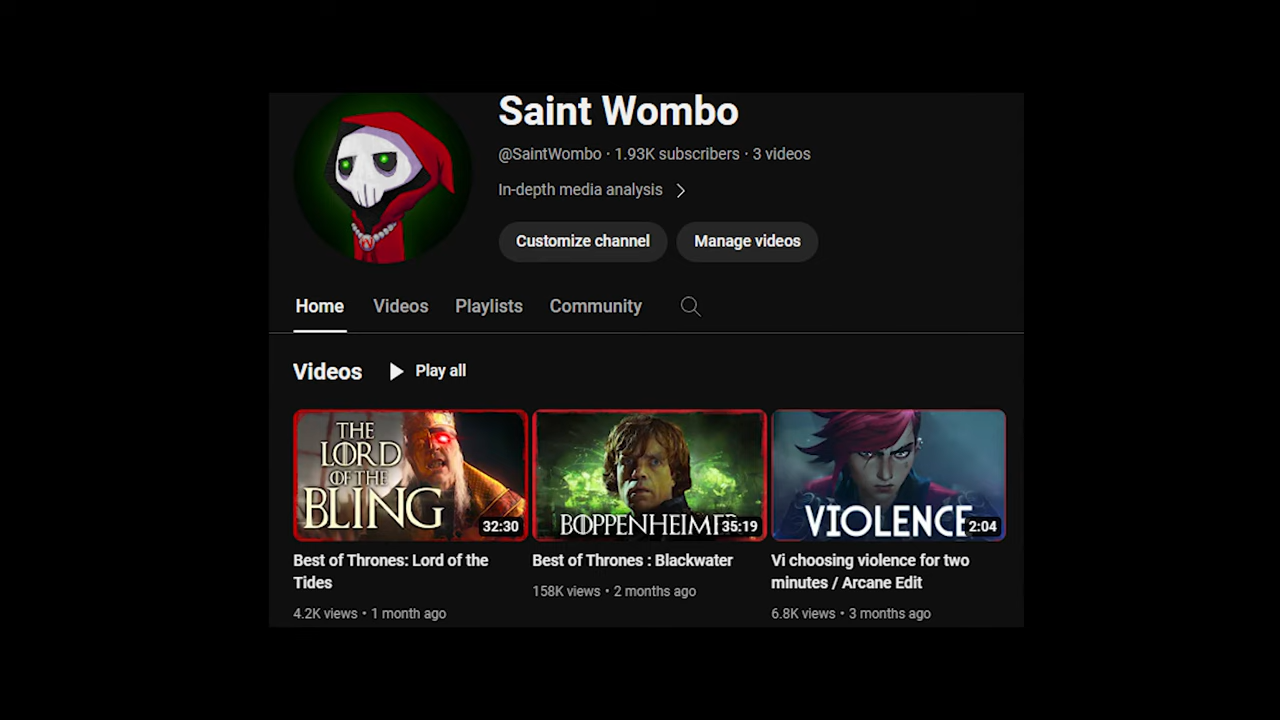 Saint Wombo
@SaintWombo · 1.93K subscribers · 3 videos
In-depth media analysis
Customize channel
Manage videos
Home
Videos
Playlists
Community
Videos
Play all
THE
LORD
OF THE
BLING
32:30
BOPPENHEIMER
35:19
VIOLENCE
2:04
Best of Thrones: Lord of the
Tides
4.2K views • 1 month ago
Best of Thrones : Blackwater
158K views • 2 months ago
Vi choosing violence for two
minutes / Arcane Edit
6.8K views • 3 months ago